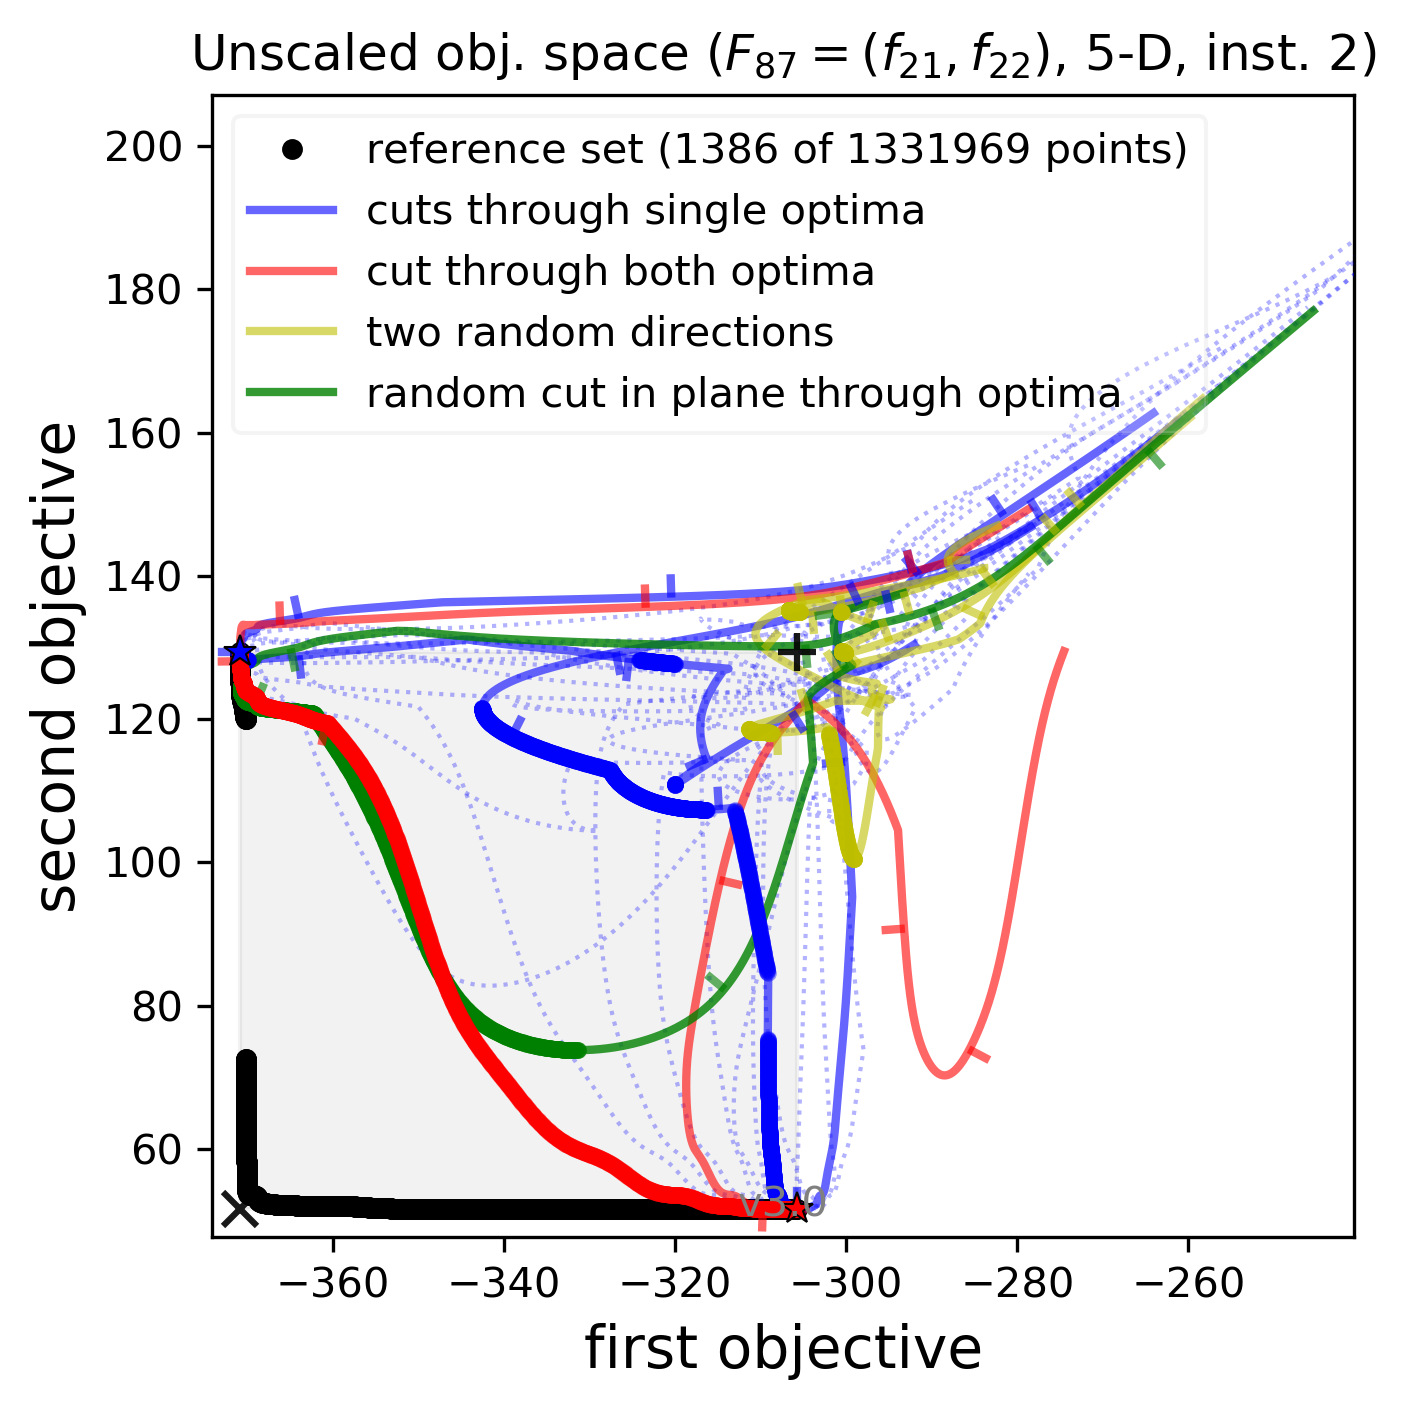 Unscaled obj. space (F₈₇ = (f₂₁, f₂₂), 5-D, inst. 2)
reference set (1386 of 1331969 points)
cuts through single optima
cut through both optima
two random directions
random cut in plane through optima
second objective
200
180
160
140
120
100
80
60
v3.0
−360
−340
−320
−300
−280
−260
first objective